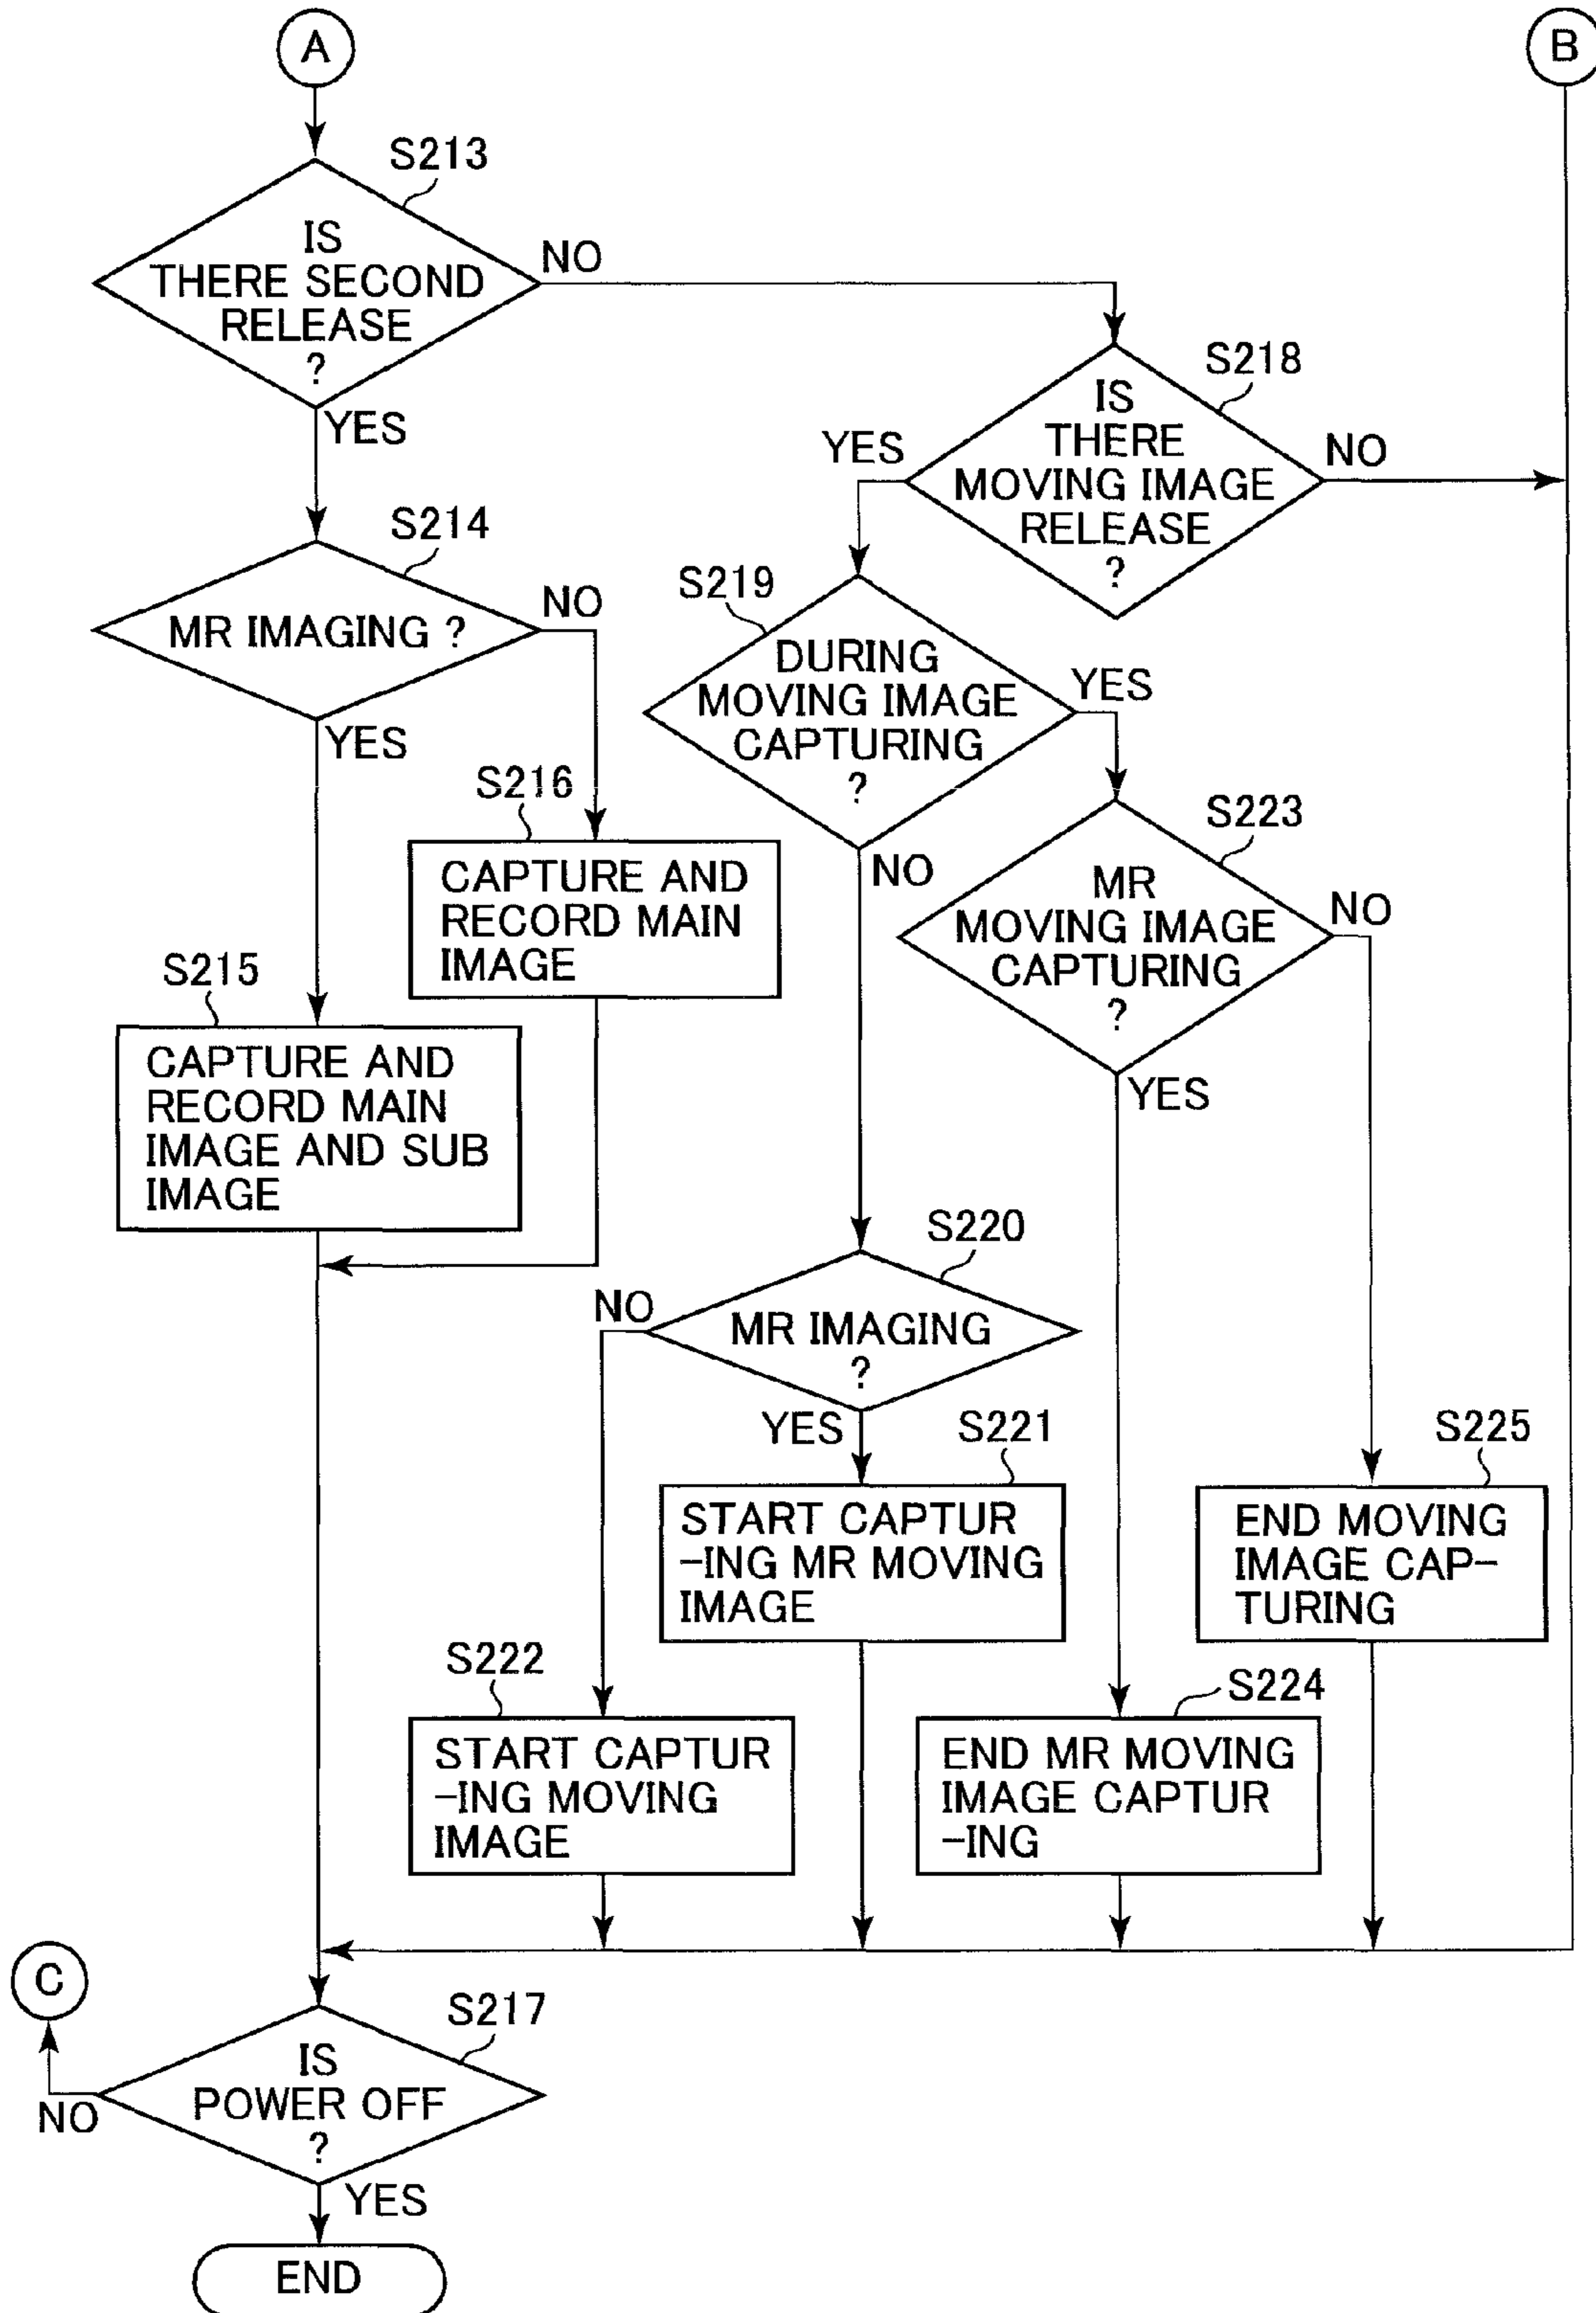 A
B
S213
IS
THERE SECOND
RELEASE
?
NO
YES
S218
IS
THERE
MOVING IMAGE
RELEASE
?
YES
NO
S214
MR IMAGING ?
NO
YES
S219
DURING
MOVING IMAGE
CAPTURING
?
YES
NO
S216
CAPTURE AND
RECORD MAIN
IMAGE
S223
MR
MOVING IMAGE
CAPTURING
?
NO
YES
S215
CAPTURE AND
RECORD MAIN
IMAGE AND SUB
IMAGE
S220
MR IMAGING
?
NO
YES
S221
START CAPTUR
-ING MR MOVING
IMAGE
S225
END MOVING
IMAGE CAP-
TURING
S222
START CAPTUR
-ING MOVING
IMAGE
S224
END MR MOVING
IMAGE CAPTUR
-ING
C
S217
IS
POWER OFF
?
NO
YES
END